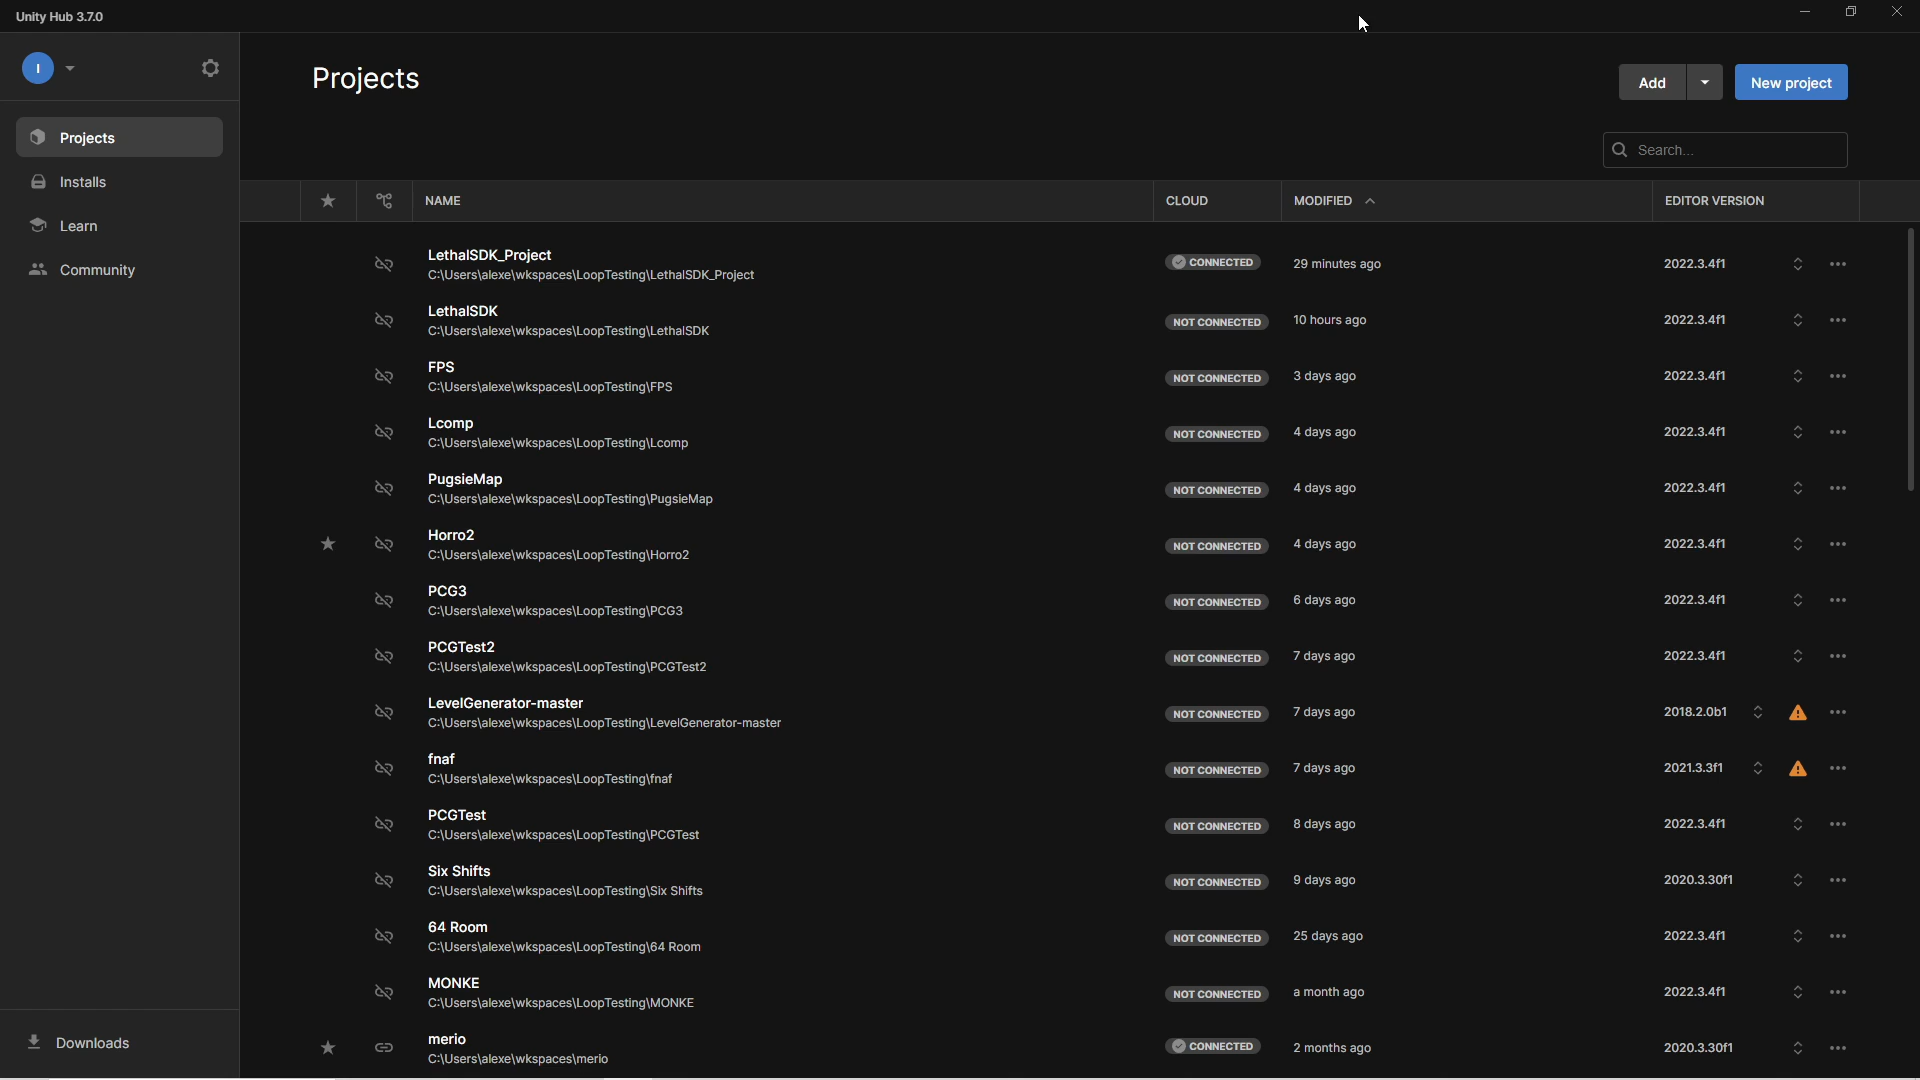 Unity Hub 3.7.0
I
Projects
Add
New project
Search...
Projects
Installs
Learn
Community
Downloads
NAME CLOUD MODIFIED EDITOR VERSION
LethalSDK_Project
C:\Users\alexe\wkspaces\LoopTesting\LethalSDK_Project
CONNECTED 29 minutes ago 2022.3.4f1
LethalSDK
C:\Users\alexe\wkspaces\LoopTesting\LethalSDK
NOT CONNECTED 10 hours ago 2022.3.4f1
FPS
C:\Users\alexe\wkspaces\LoopTesting\FPS
NOT CONNECTED 3 days ago 2022.3.4f1
Lcomp
C:\Users\alexe\wkspaces\LoopTesting\Lcomp
NOT CONNECTED 4 days ago 2022.3.4f1
PugsieMap
C:\Users\alexe\wkspaces\LoopTesting\PugsieMap
NOT CONNECTED 4 days ago 2022.3.4f1
Horro2
C:\Users\alexe\wkspaces\LoopTesting\Horro2
NOT CONNECTED 4 days ago 2022.3.4f1
PCG3
C:\Users\alexe\wkspaces\LoopTesting\PCG3
NOT CONNECTED 6 days ago 2022.3.4f1
PCGTest2
C:\Users\alexe\wkspaces\LoopTesting\PCGTest2
NOT CONNECTED 7 days ago 2022.3.4f1
LevelGenerator-master
C:\Users\alexe\wkspaces\LoopTesting\LevelGenerator-master
NOT CONNECTED 7 days ago 2018.2.0b1
fnaf
C:\Users\alexe\wkspaces\LoopTesting\fnaf
NOT CONNECTED 7 days ago 2021.3.3f1
PCGTest
C:\Users\alexe\wkspaces\LoopTesting\PCGTest
NOT CONNECTED 8 days ago 2022.3.4f1
Six Shifts
C:\Users\alexe\wkspaces\LoopTesting\Six Shifts
NOT CONNECTED 9 days ago 2020.3.30f1
64 Room
C:\Users\alexe\wkspaces\LoopTesting\64 Room
NOT CONNECTED 25 days ago 2022.3.4f1
MONKE
C:\Users\alexe\wkspaces\LoopTesting\MONKE
NOT CONNECTED a month ago 2022.3.4f1
merio
C:\Users\alexe\wkspaces\merio
CONNECTED 2 months ago 2020.3.30f1